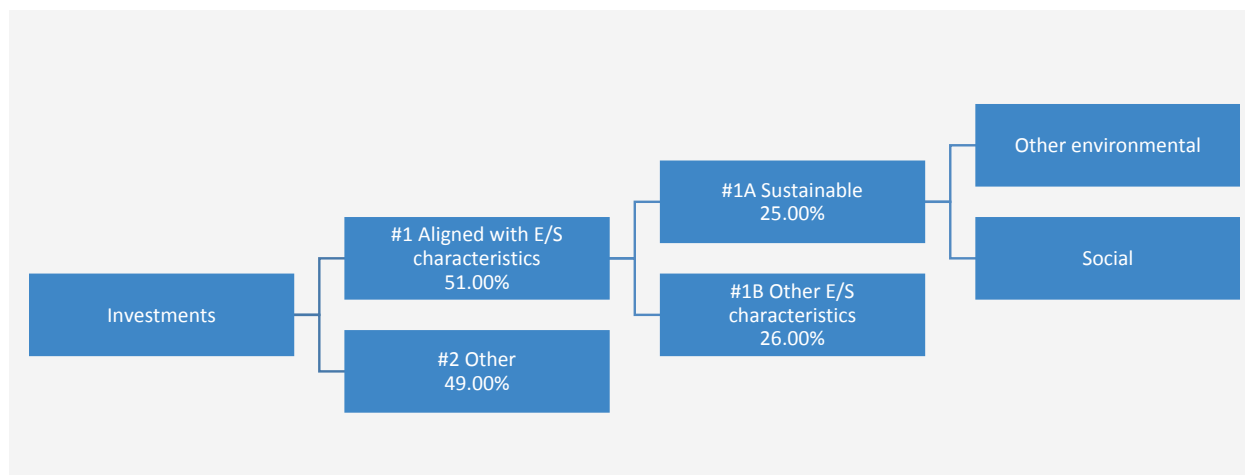 Investments
#1 Aligned with E/S
characteristics
51.00%
#2 Other
49.00%
#1A Sustainable
25.00%
#1B Other E/S
characteristics
26.00%
Other environmental
Social